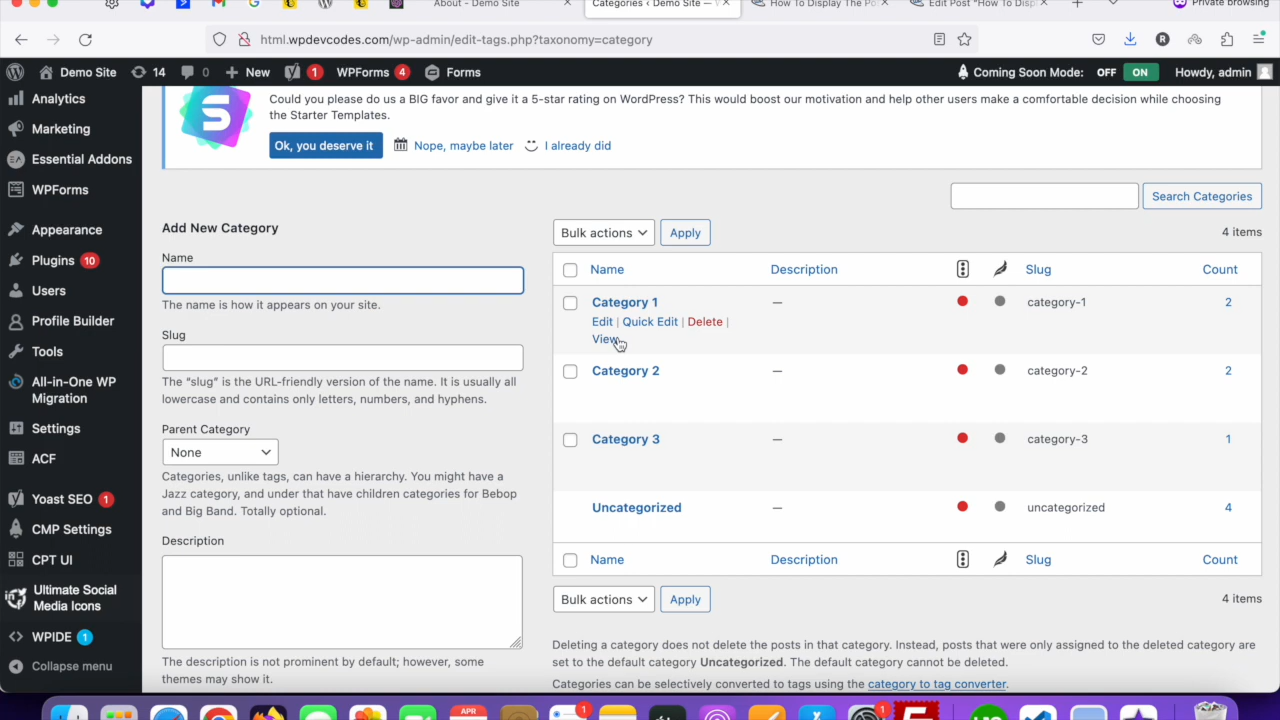 About - Demo Site
Categories ‹ Demo Site — W
How To Display The Po
Edit Post "How To Di
Private browsing
html.wpdevcodes.com/wp-admin/edit-tags.php?taxonomy=category
Demo Site 14 0 New 1 WPForms 4 Forms Coming Soon Mode: OFF ON Howdy, admin
Analytics
Marketing
Essential Addons
WPForms
Appearance
Plugins 10
Users
Profile Builder
Tools
All-in-One WP
Migration
Settings
ACF
Yoast SEO 1
CMP Settings
CPT UI
Ultimate Social
Media Icons
WPIDE 1
Collapse menu
Could you please do us a BIG favor and give it a 5-star rating on WordPress? This would boost our motivation and help other users make a comfortable decision while choosing
the Starter Templates.
Ok, you deserve it Nope, maybe later I already did
Search Categories
Add New Category
Name
The name is how it appears on your site.
Slug
The “slug” is the URL-friendly version of the name. It is usually all
lowercase and contains only letters, numbers, and hyphens.
Parent Category
None
Categories, unlike tags, can have a hierarchy. You might have a
Jazz category, and under that have children categories for Bebop
and Big Band. Totally optional.
Description
The description is not prominent by default; however, some
themes may show it.
Bulk actions Apply 4 items
Name Description Slug Count
Category 1 — category-1 2
Edit | Quick Edit | Delete |
View
Category 2 — category-2 2
Category 3 — category-3 1
Uncategorized — uncategorized 4
Name Description Slug Count
Bulk actions Apply 4 items
Deleting a category does not delete the posts in that category. Instead, posts that were only assigned to the deleted category are
set to the default category Uncategorized. The default category cannot be deleted.
Categories can be selectively converted to tags using the category to tag converter.
APR
1
1